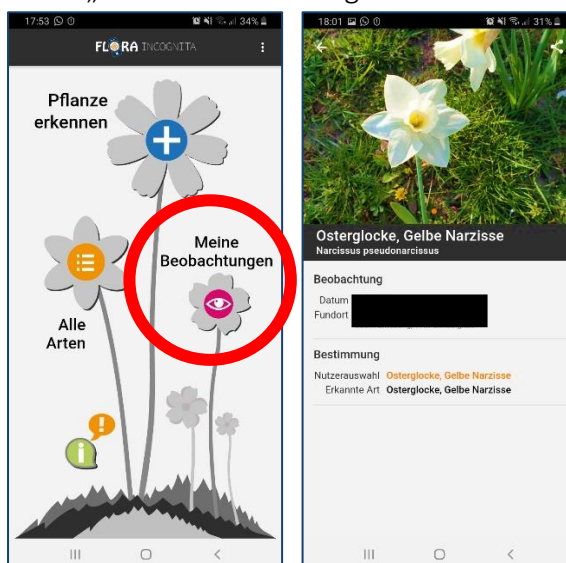 17:53 34%
FLORA INCOGNITA
Pflanze
erkennen
Meine
Beobachtungen
Alle
Arten
18:01 31%
Osterglocke, Gelbe Narzisse
Narcissus pseudonarcissus
Beobachtung
Datum
Fundort
Bestimmung
Nutzerauswahl Osterglocke, Gelbe Narzisse
Erkannte Art Osterglocke, Gelbe Narzisse